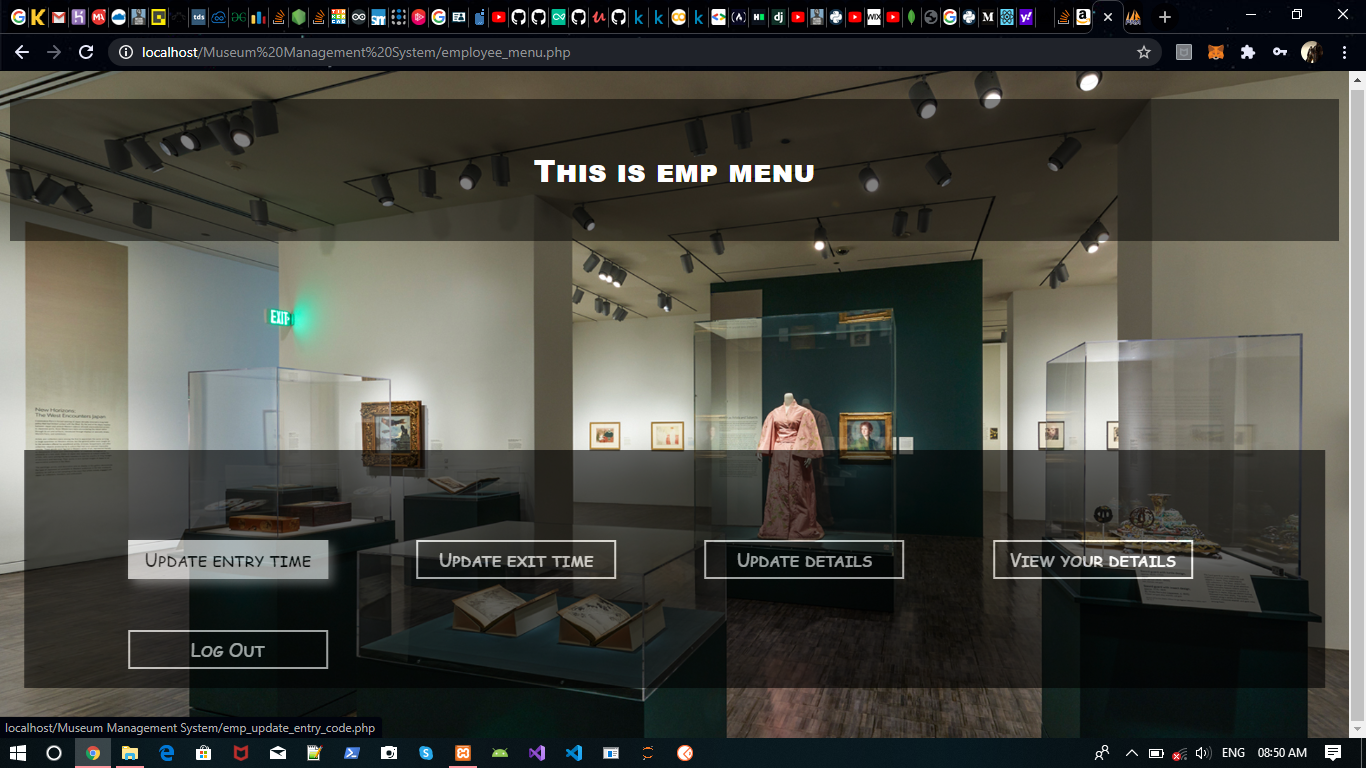 localhost/Museum%20Management%20System/employee_menu.php
This is emp menu
EXIT
New Horizons:
The West Encounters Japan
Update entry time
Update exit time
Update details
View your details
Log Out
localhost/Museum Management System/emp_update_entry_code.php
ENG
08:50 AM